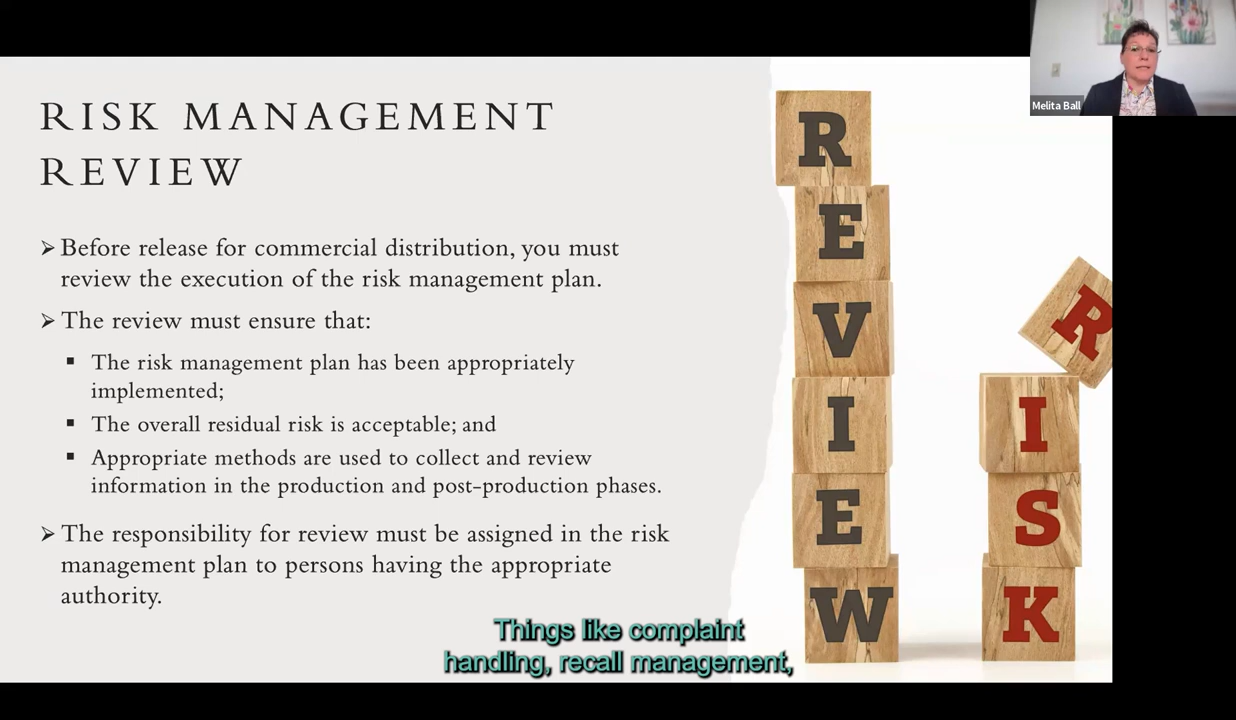 RISK MANAGEMENT
REVIEW
➢ Before release for commercial distribution, you must
review the execution of the risk management plan.
➢ The review must ensure that:
▪ The risk management plan has been appropriately
implemented;
▪ The overall residual risk is acceptable; and
▪ Appropriate methods are used to collect and review
information in the production and post-production phases.
➢ The responsibility for review must be assigned in the risk
management plan to persons having the appropriate
authority.
R
E
V
I
E
W
R
I
S
K
Melita Ball
Things like complaint
handling, recall management,